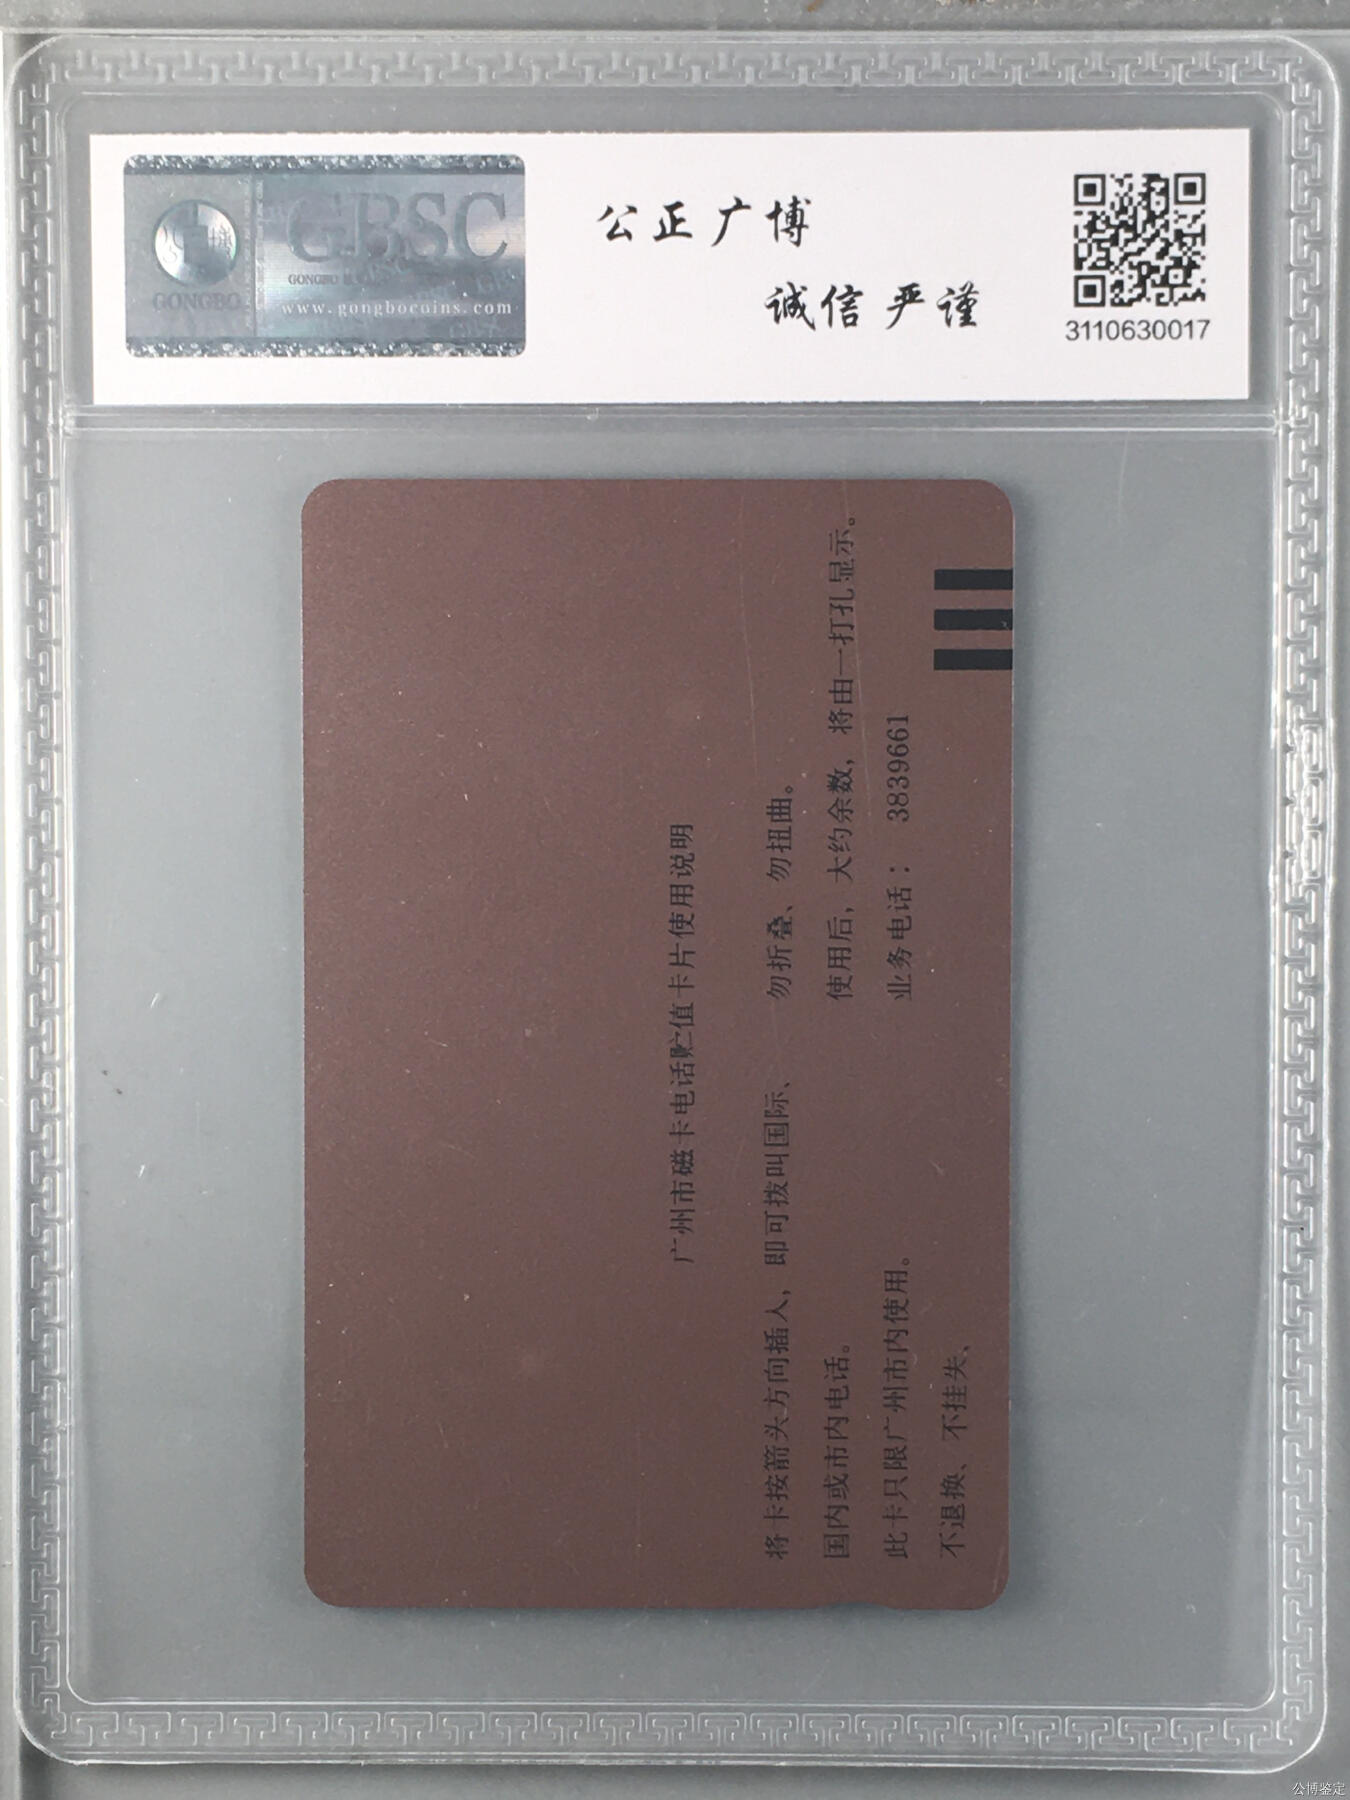 GBSC
GONGBO
www.gongbocoins.com
公正广博
诚信严谨
3110630017
广州市磁卡电话贮值卡片使用说明
将卡按箭头方向插入，即可拨叫国际、
国内或市内电话。
此卡只限广州市内使用。
不退换、不挂失、
勿折叠、勿扭曲。
使用后，大约余数，将由一打孔显示。
业务电话：3839661
公博鉴定